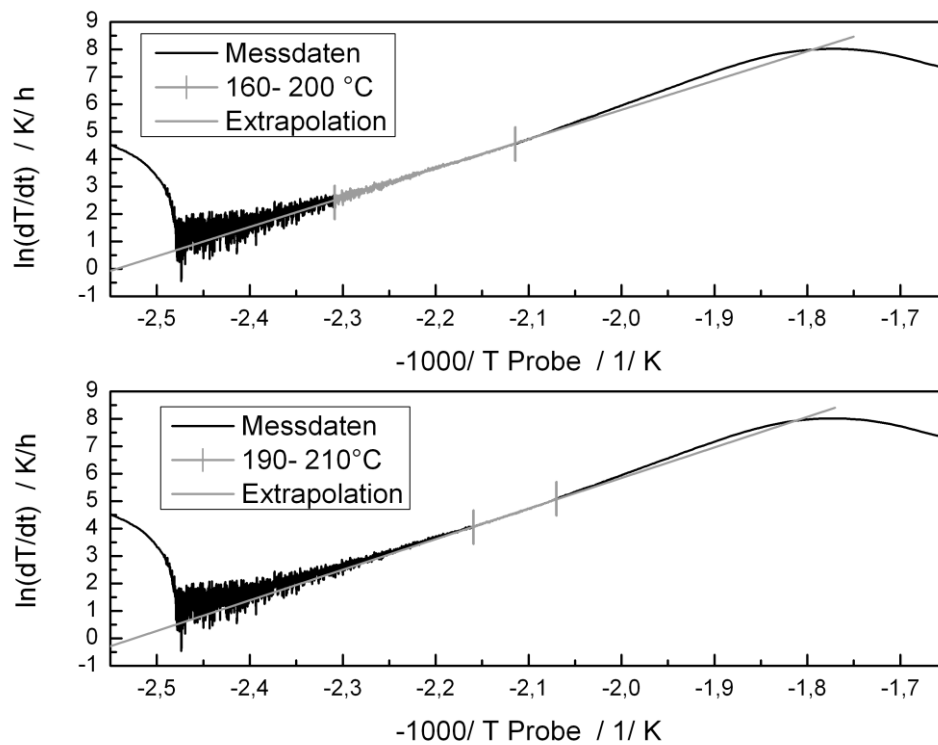 9
8
7
6
5
4
3
2
1
0
-1
ln(dT/dt) / K/ h
Messdaten
160- 200 °C
Extrapolation
-2,5 -2,4 -2,3 -2,2 -2,1 -2,0 -1,9 -1,8 -1,7
-1000/ T Probe / 1/ K
9
8
7
6
5
4
3
2
1
0
-1
ln(dT/dt) / K/h
Messdaten
190- 210°C
Extrapolation
-2,5 -2,4 -2,3 -2,2 -2,1 -2,0 -1,9 -1,8 -1,7
-1000/ T Probe / 1/ K